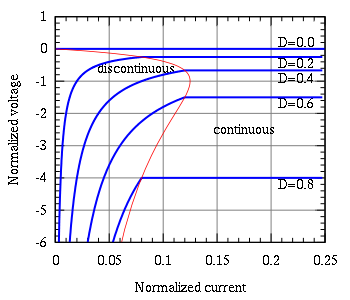 1
0
-1
-2
-3
-4
-5
-6
Normalized voltage
D=0.0
D=0.2
discontinuous
D=0.4
D=0.6
continuous
D=0.8
0 0.05 0.1 0.15 0.2 0.25
Normalized current